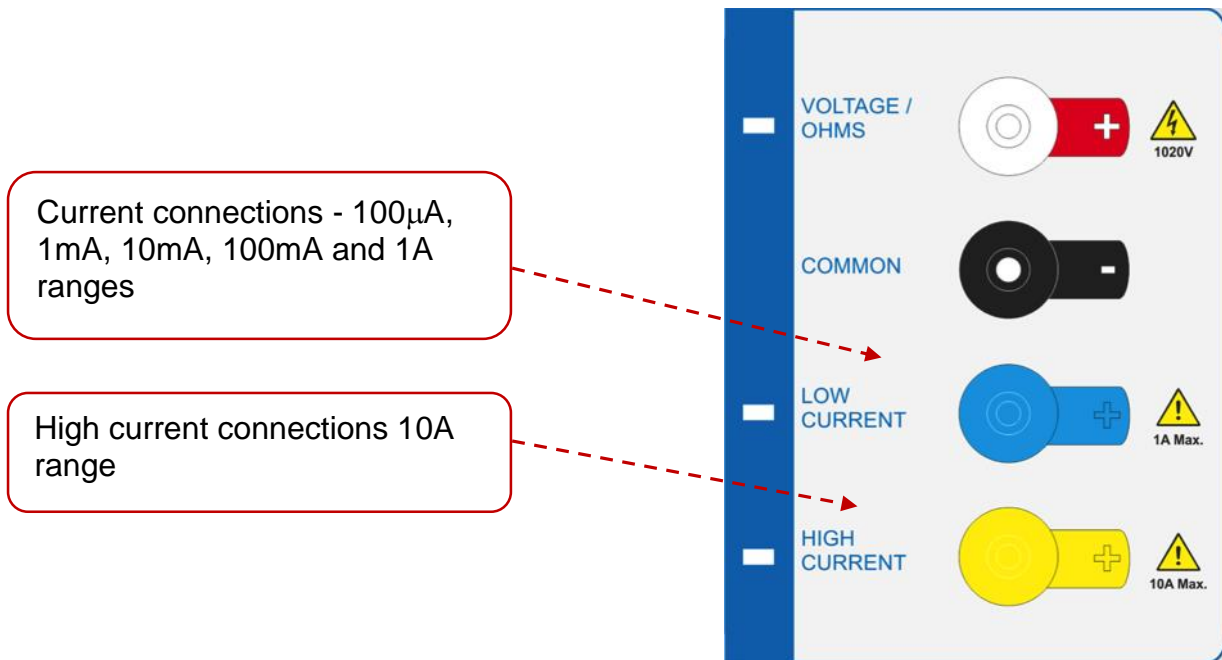 Current connections - 100μA,
1mA, 10mA, 100mA and 1A
ranges
High current connections 10A
range
VOLTAGE /
OHMS
+
1020V
COMMON
-
LOW
CURRENT
+
!
1A Max.
HIGH
CURRENT
+
!
10A Max.